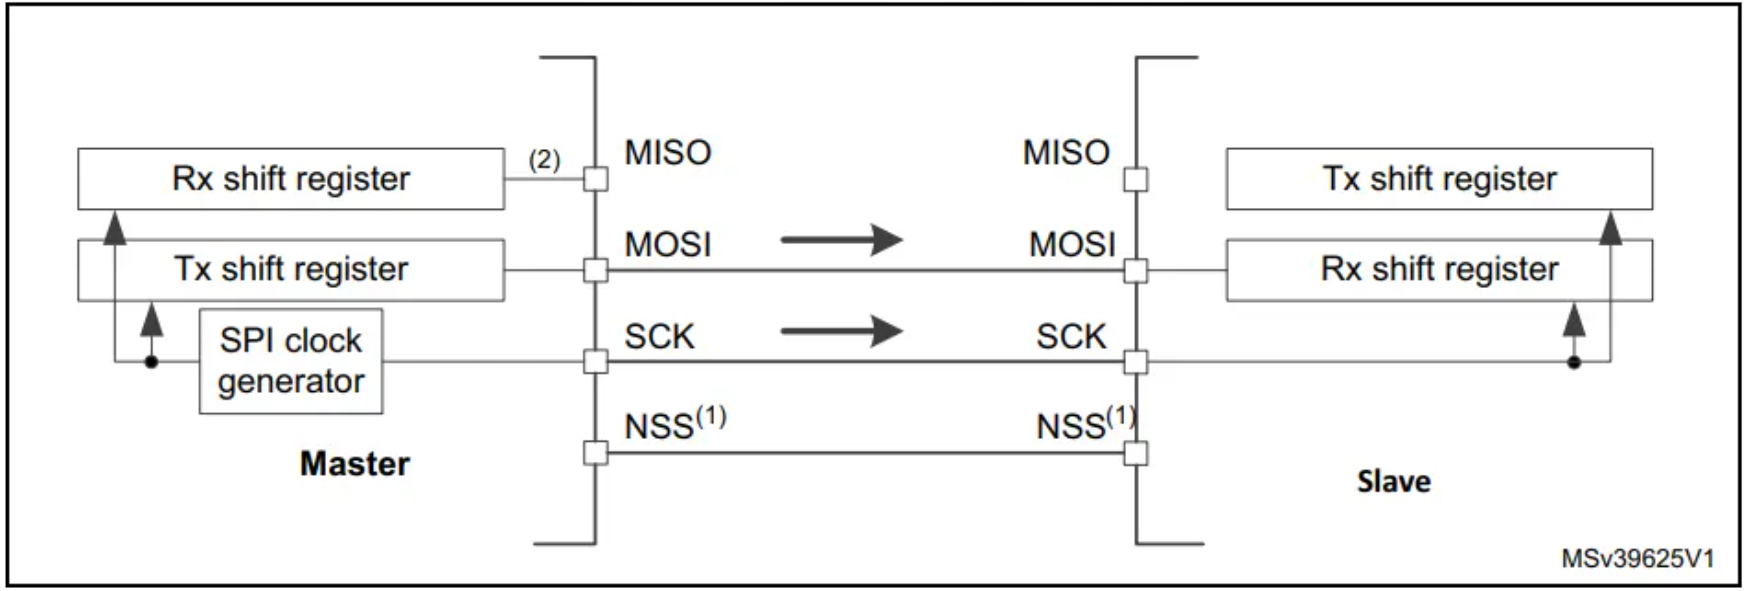 MISO
MISO
Rx shift register
(2)
Tx shift register
MOSI
MOSI
Tx shift register
Rx shift register
SPI clock
generator
SCK
SCK
NSS(1)
NSS(1)
Master
Slave
MSv39625V1